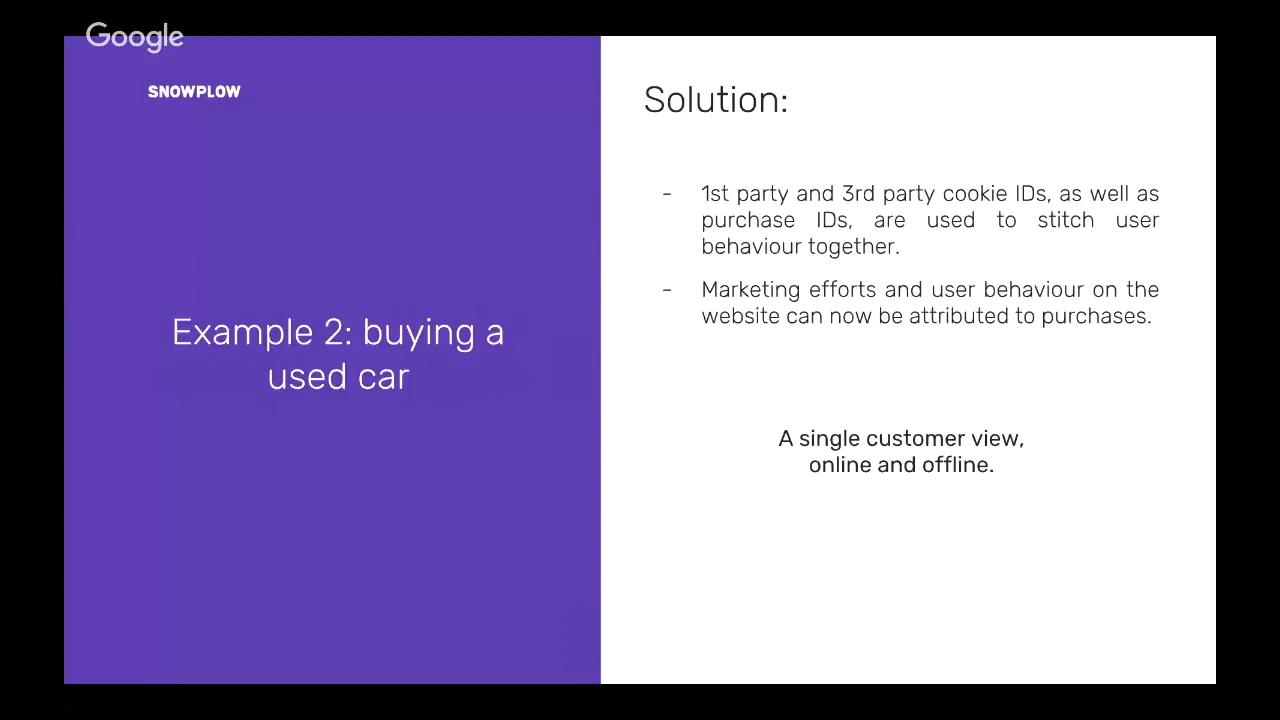 Google
SNOWPLOW
Example 2: buying a
used car
Solution:
- 1st party and 3rd party cookie IDs, as well as
purchase IDs, are used to stitch user
behaviour together.
- Marketing efforts and user behaviour on the
website can now be attributed to purchases.
A single customer view,
online and offline.